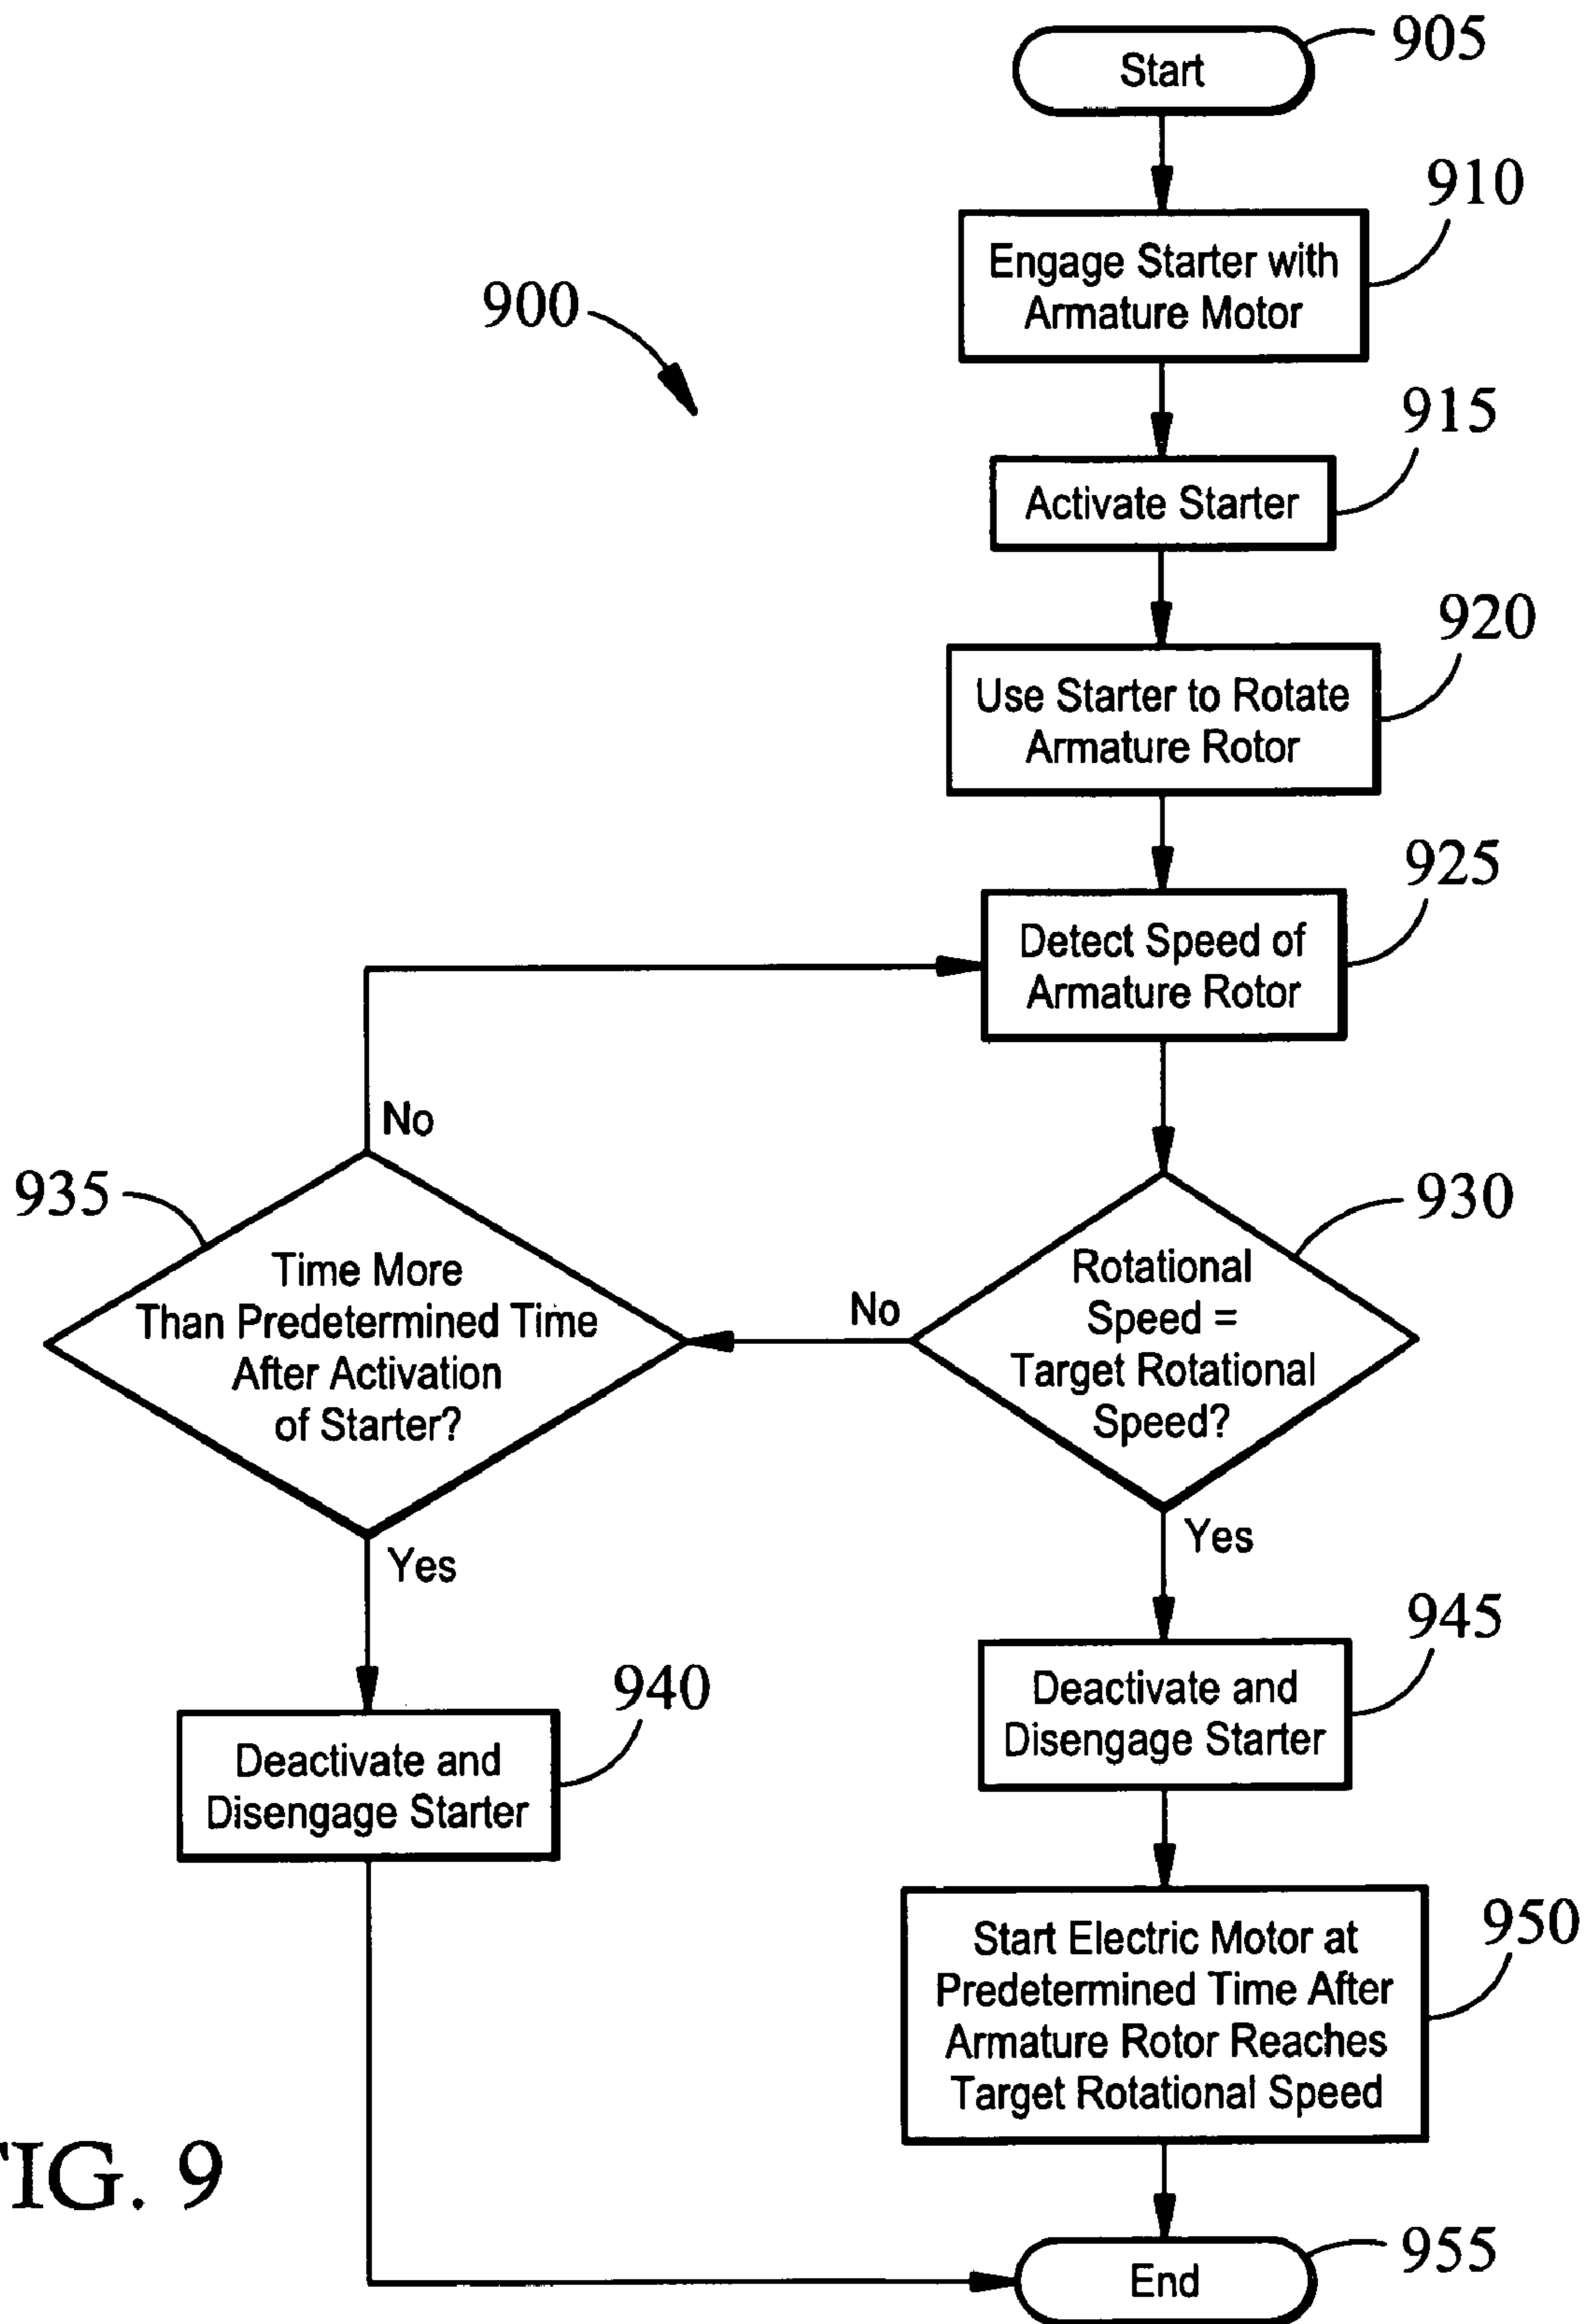 Start
905
910
Engage Starter with
Armature Motor
900
915
Activate Starter
920
Use Starter to Rotate
Armature Rotor
925
Detect Speed of
Armature Rotor
No
935
930
Time More
Than Predetermined Time
After Activation
of Starter?
No
Rotational
Speed =
Target Rotational
Speed?
Yes
Yes
945
940
Deactivate and
Disengage Starter
Deactivate and
Disengage Starter
950
Start Electric Motor at
Predetermined Time After
Armature Rotor Reaches
Target Rotational Speed
IG. 9
955
End